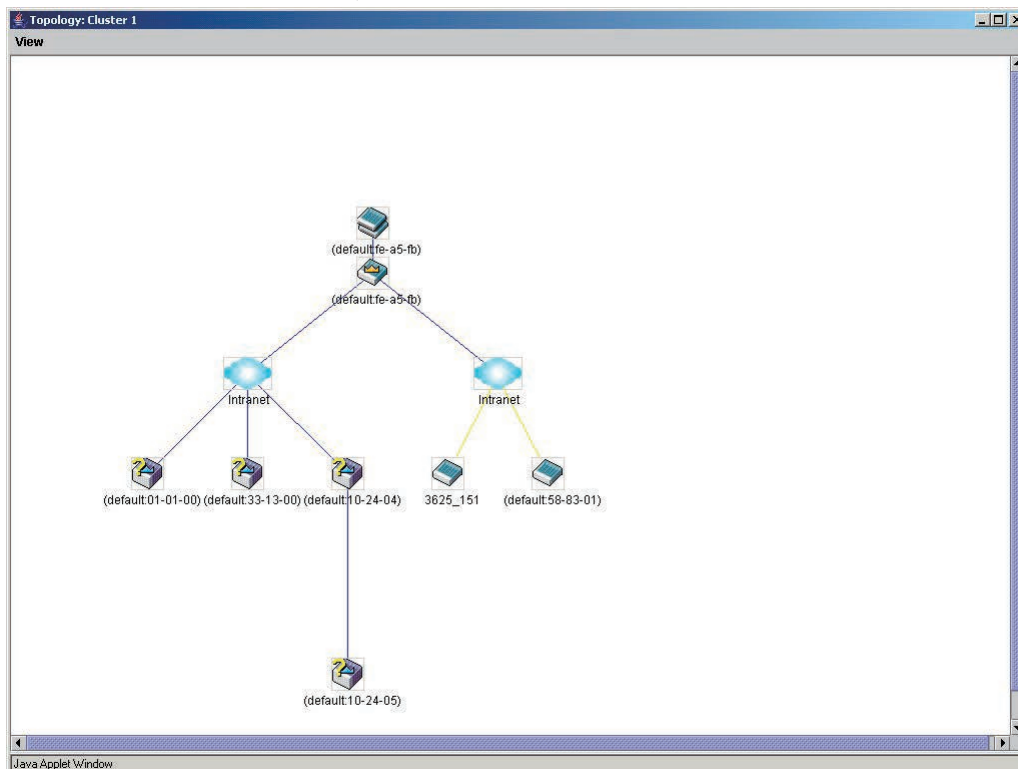 Topology: Cluster 1
View
(default:fe-a5-fb)
(default:fe-a5-fb)
Intranet
Intranet
(default:01-01-00)
(default:33-13-00)
(default:10-24-04)
3625_151
(default:58-83-01)
(default:10-24-05)
Java Applet Window